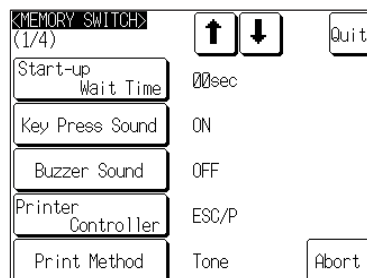 <MEMORY SWITCH>
(1/4)
Quit
Start-up
Wait Time
00sec
Key Press Sound
ON
Buzzer Sound
OFF
Printer
Controller
ESC/P
Print Method
Tone
Abort